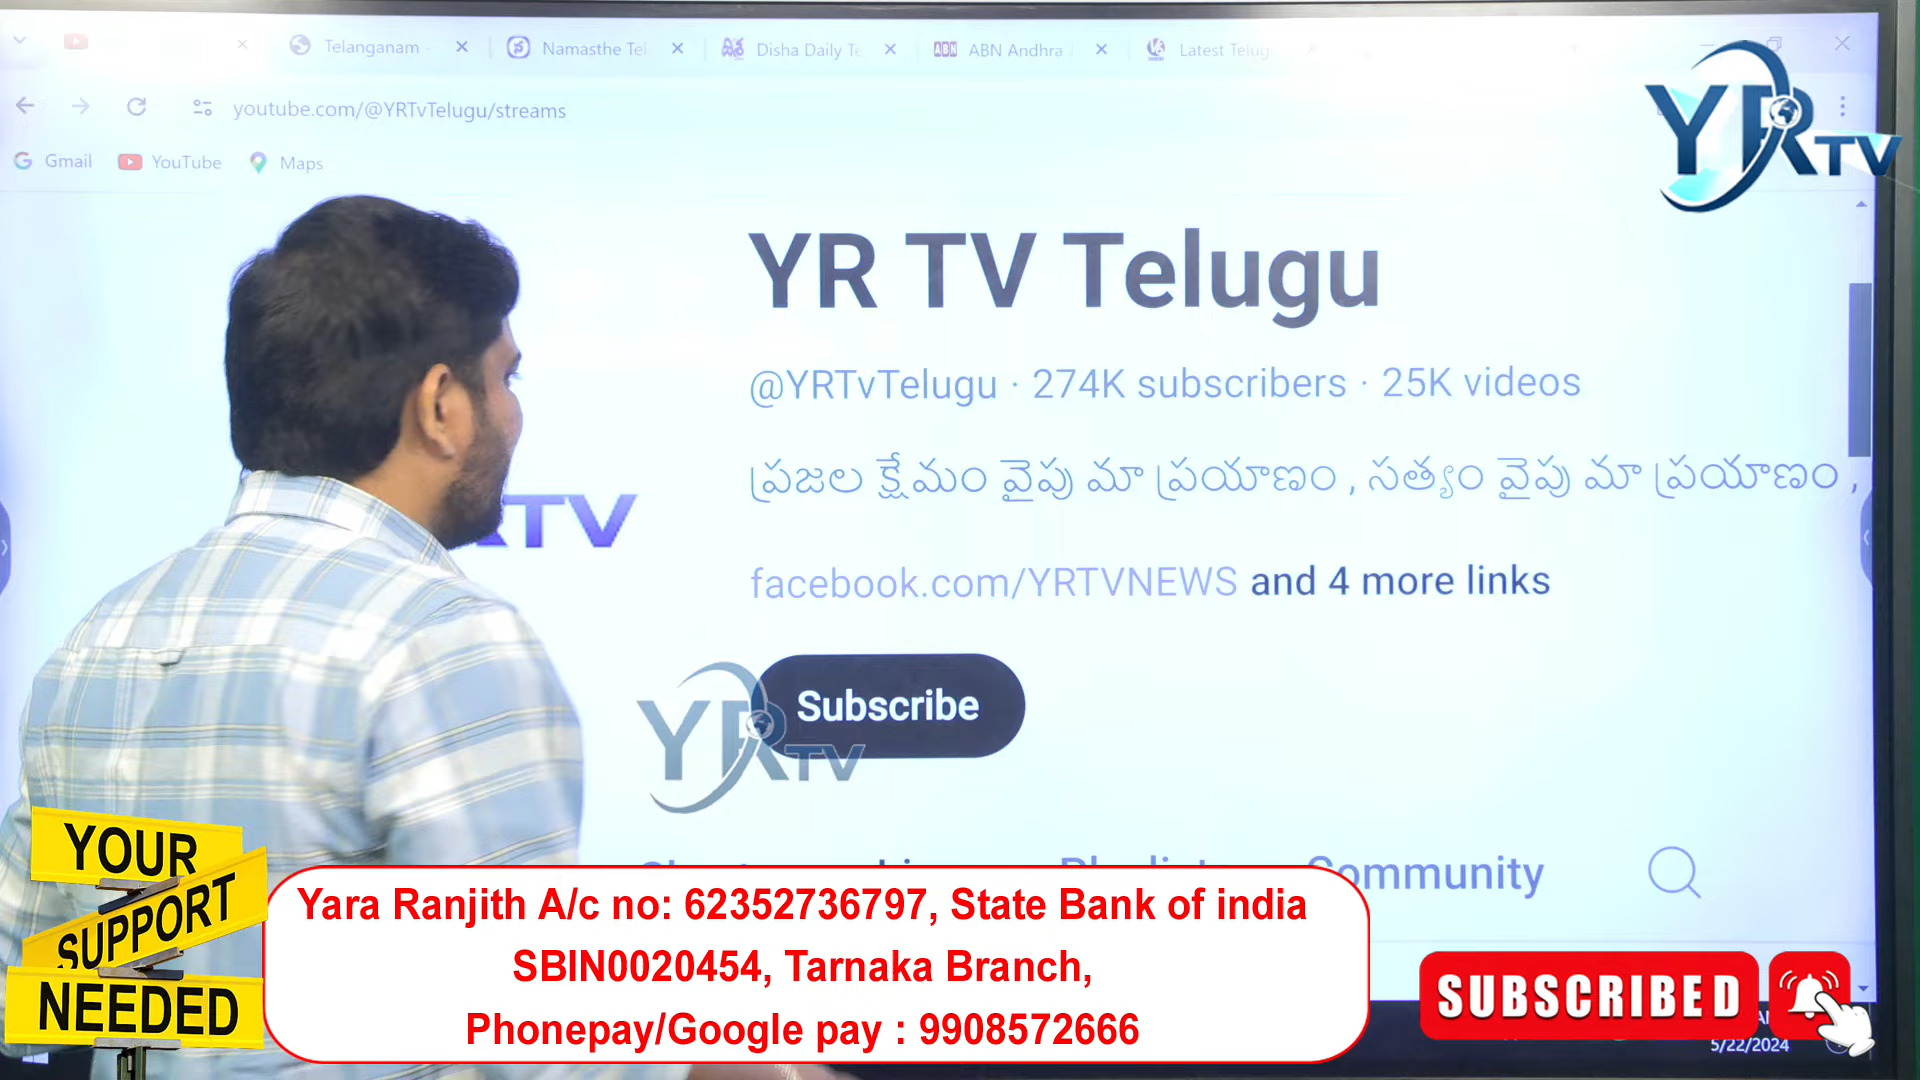 Telanganam -
Namasthe Tel
Disha Daily Te
ABN
ABN Andhra
Latest Telug
youtube.com/@YRTvTelugu/streams
Gmail
YouTube
Maps
YRTV
YR TV Telugu
@YRTvTelugu · 274K subscribers · 25K videos
ప్రజల క్షేమం వైపు మా ప్రయాణం , సత్యం వైపు మా ప్రయాణం ,
TV
facebook.com/YRTVNEWS and 4 more links
Subscribe
YRTV
Community
YOUR
SUPPORT
NEEDED
Yara Ranjith A/c no: 62352736797, State Bank of india
SBIN0020454, Tarnaka Branch,
Phonepay/Google pay : 9908572666
SUBSCRIBED
5/22/2024